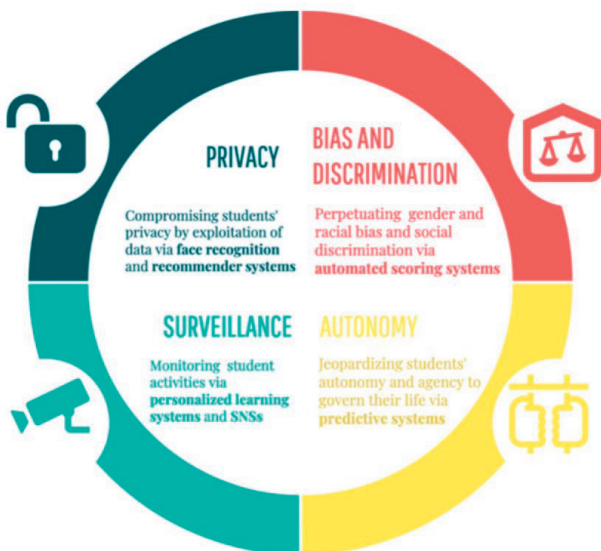 PRIVACY
Compromising students'
privacy by exploitation of
data via face recognition
and recommender systems
BIAS AND
DISCRIMINATION
Perpetuating gender and
racial bias and social
discrimination via
automated scoring systems
SURVEILLANCE
Monitoring student
activities via
personalized learning
systems and SNSs
AUTONOMY
Jeopardizing students'
autonomy and agency to
govern their life via
predictive systems